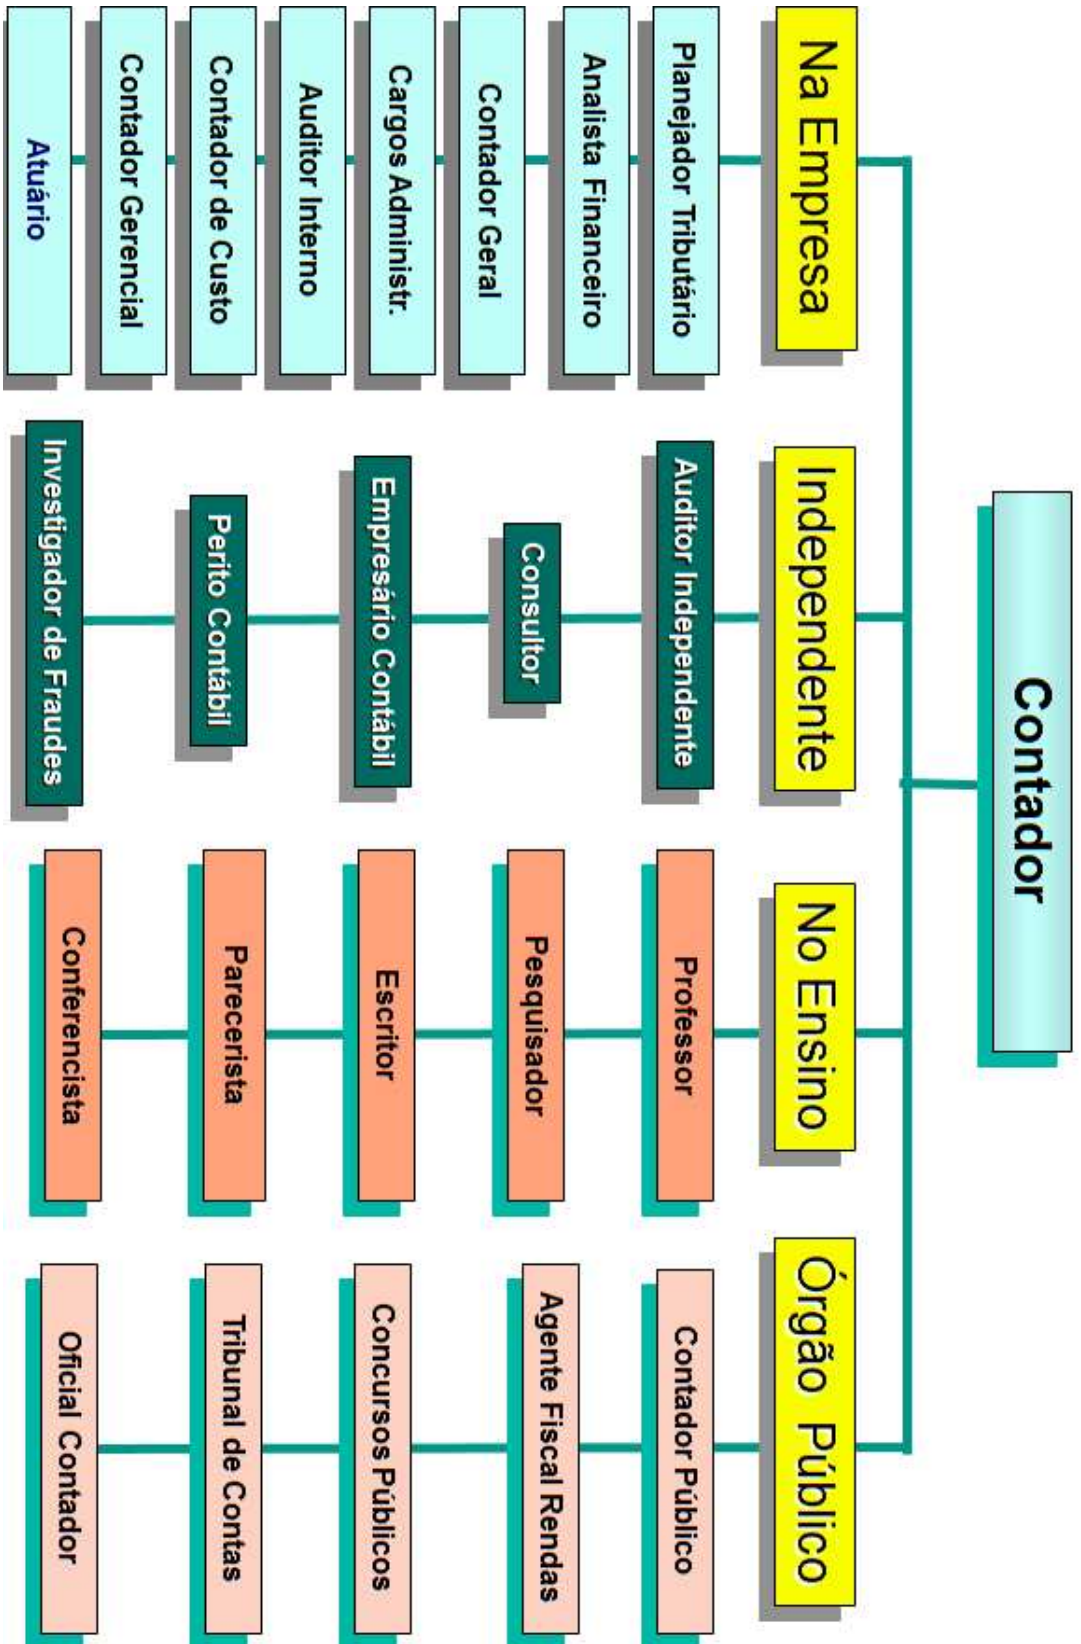 Contador
Na Empresa
Planejador Tributário
Analista Financeiro
Contador Geral
Cargos Administr.
Auditor Interno
Contador de Custo
Contador Gerencial
Atuário
Independente
Auditor Independente
Consultor
Empresário Contábil
Perito Contábil
Investigador de Fraudes
No Ensino
Professor
Pesquisador
Escritor
Parecerista
Conferencista
Órgão Público
Contador Público
Agente Fiscal Rendas
Concursos Públicos
Tribunal de Contas
Oficial Contador